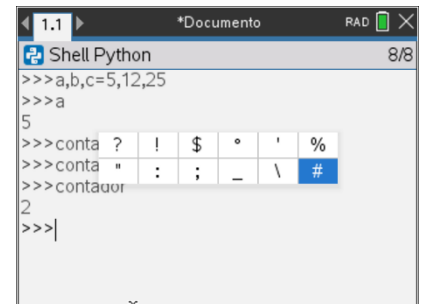 1.1 *Documento RAD
Shell Python 8/8
>>>a,b,c=5,12,25
>>>a
5
>>>conta
>>>conta
>>>contador
2
>>>
? ! $ ° ' %
" : ; _ \ #